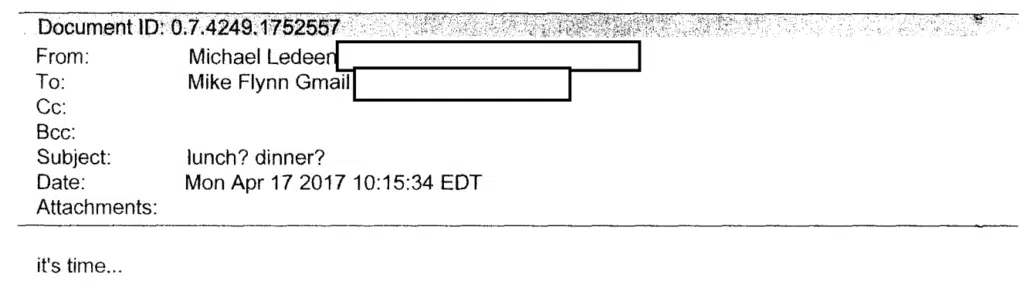 Document ID: 0.7.4249.1752557
From: Michael Ledeen
To: Mike Flynn Gmail
Cc:
Bcc:
Subject: lunch? dinner?
Date: Mon Apr 17 2017 10:15:34 EDT
Attachments:
it's time...